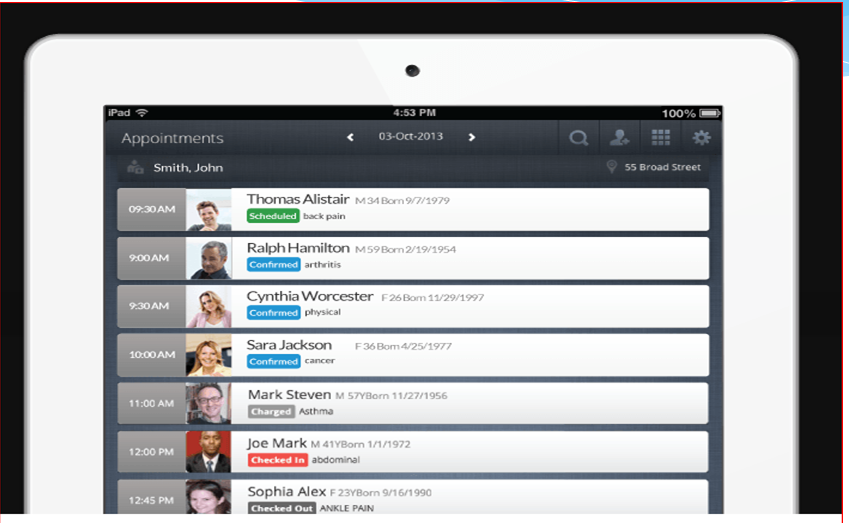 iPad 4:53 PM 100%
Appointments 03-Oct-2013
Smith, John 55 Broad Street
09:30 AM Thomas Alistair M 34 Born 9/7/1979
Scheduled back pain
9:00 AM Ralph Hamilton M 59 Born 2/19/1954
Confirmed arthritis
9:30 AM Cynthia Worcester F 26 Born 11/29/1997
Confirmed physical
10:00 AM Sara Jackson F 36 Born 4/25/1977
Confirmed cancer
11:00 AM Mark Steven M 57YBorn 11/27/1956
Charged Asthma
12:00 PM Joe Mark M 41YBorn 1/1/1972
Checked In abdominal
12:45 PM Sophia Alex F 23YBorn 9/16/1990
Checked Out ANKLE PAIN